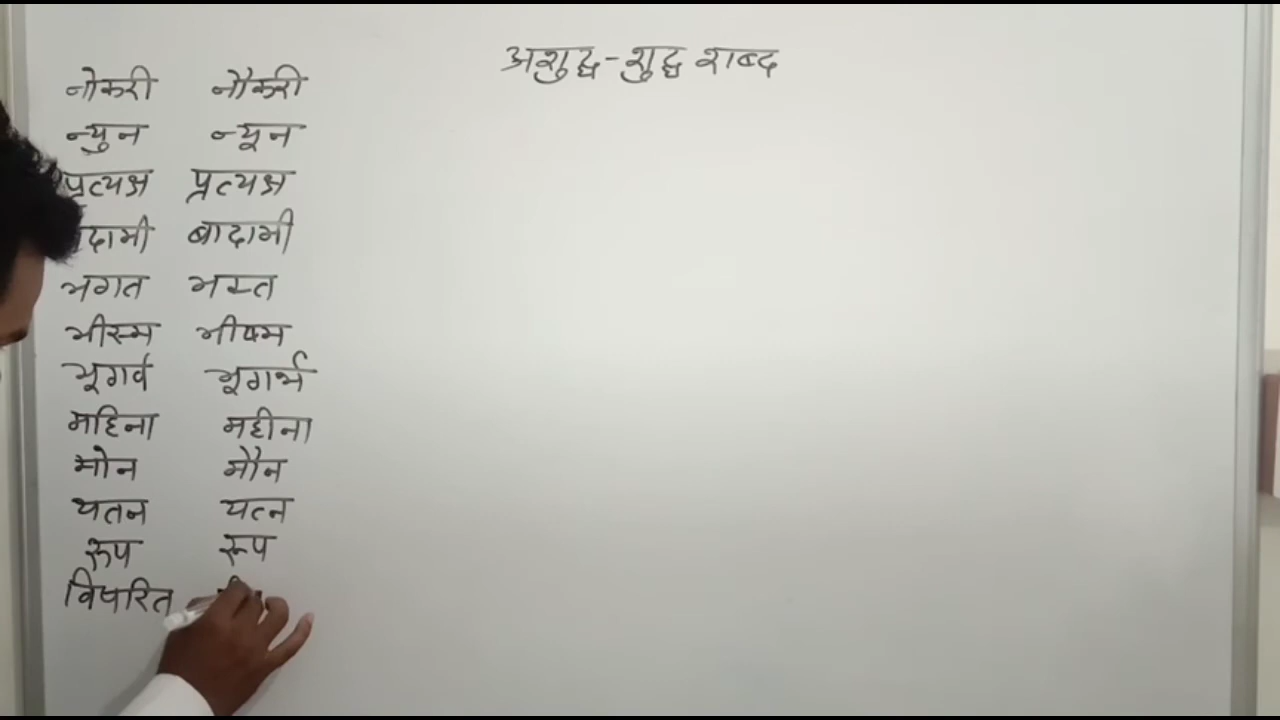 अशुद्ध-शुद्ध शब्द
नोकरी नौकरी
न्युन न्यून
प्रत्यक्ष प्रत्यक्ष
बादामी
भगत भक्त
भीस्म भीष्म
भूगर्व भूगर्भ
महिना महीना
मोन मौन
यतन यत्न
रुप रूप
विपरित